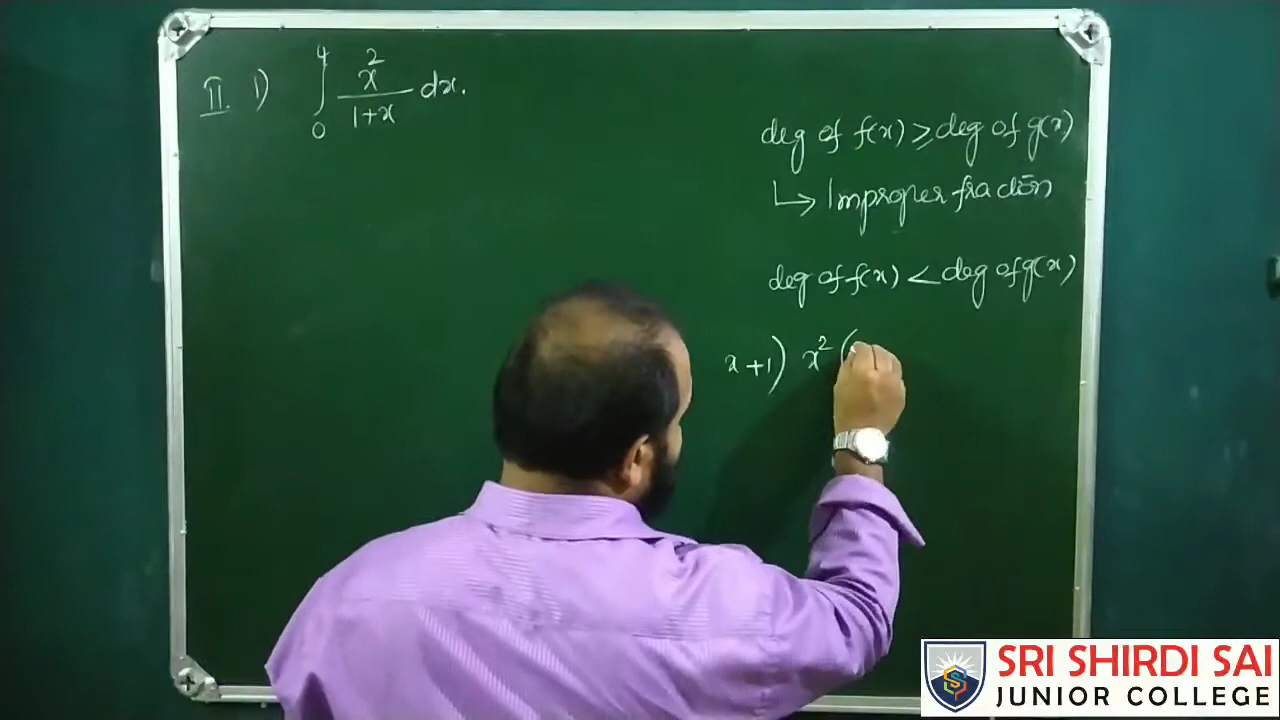 II. 1) ∫₀⁴ x²/(1+x) dx.
deg of f(x) ≥ deg of g(x)
↳ Improper fraction
deg of f(x) < deg of g(x)
x+1) x² (
SRI SHIRDI SAI
JUNIOR COLLEGE